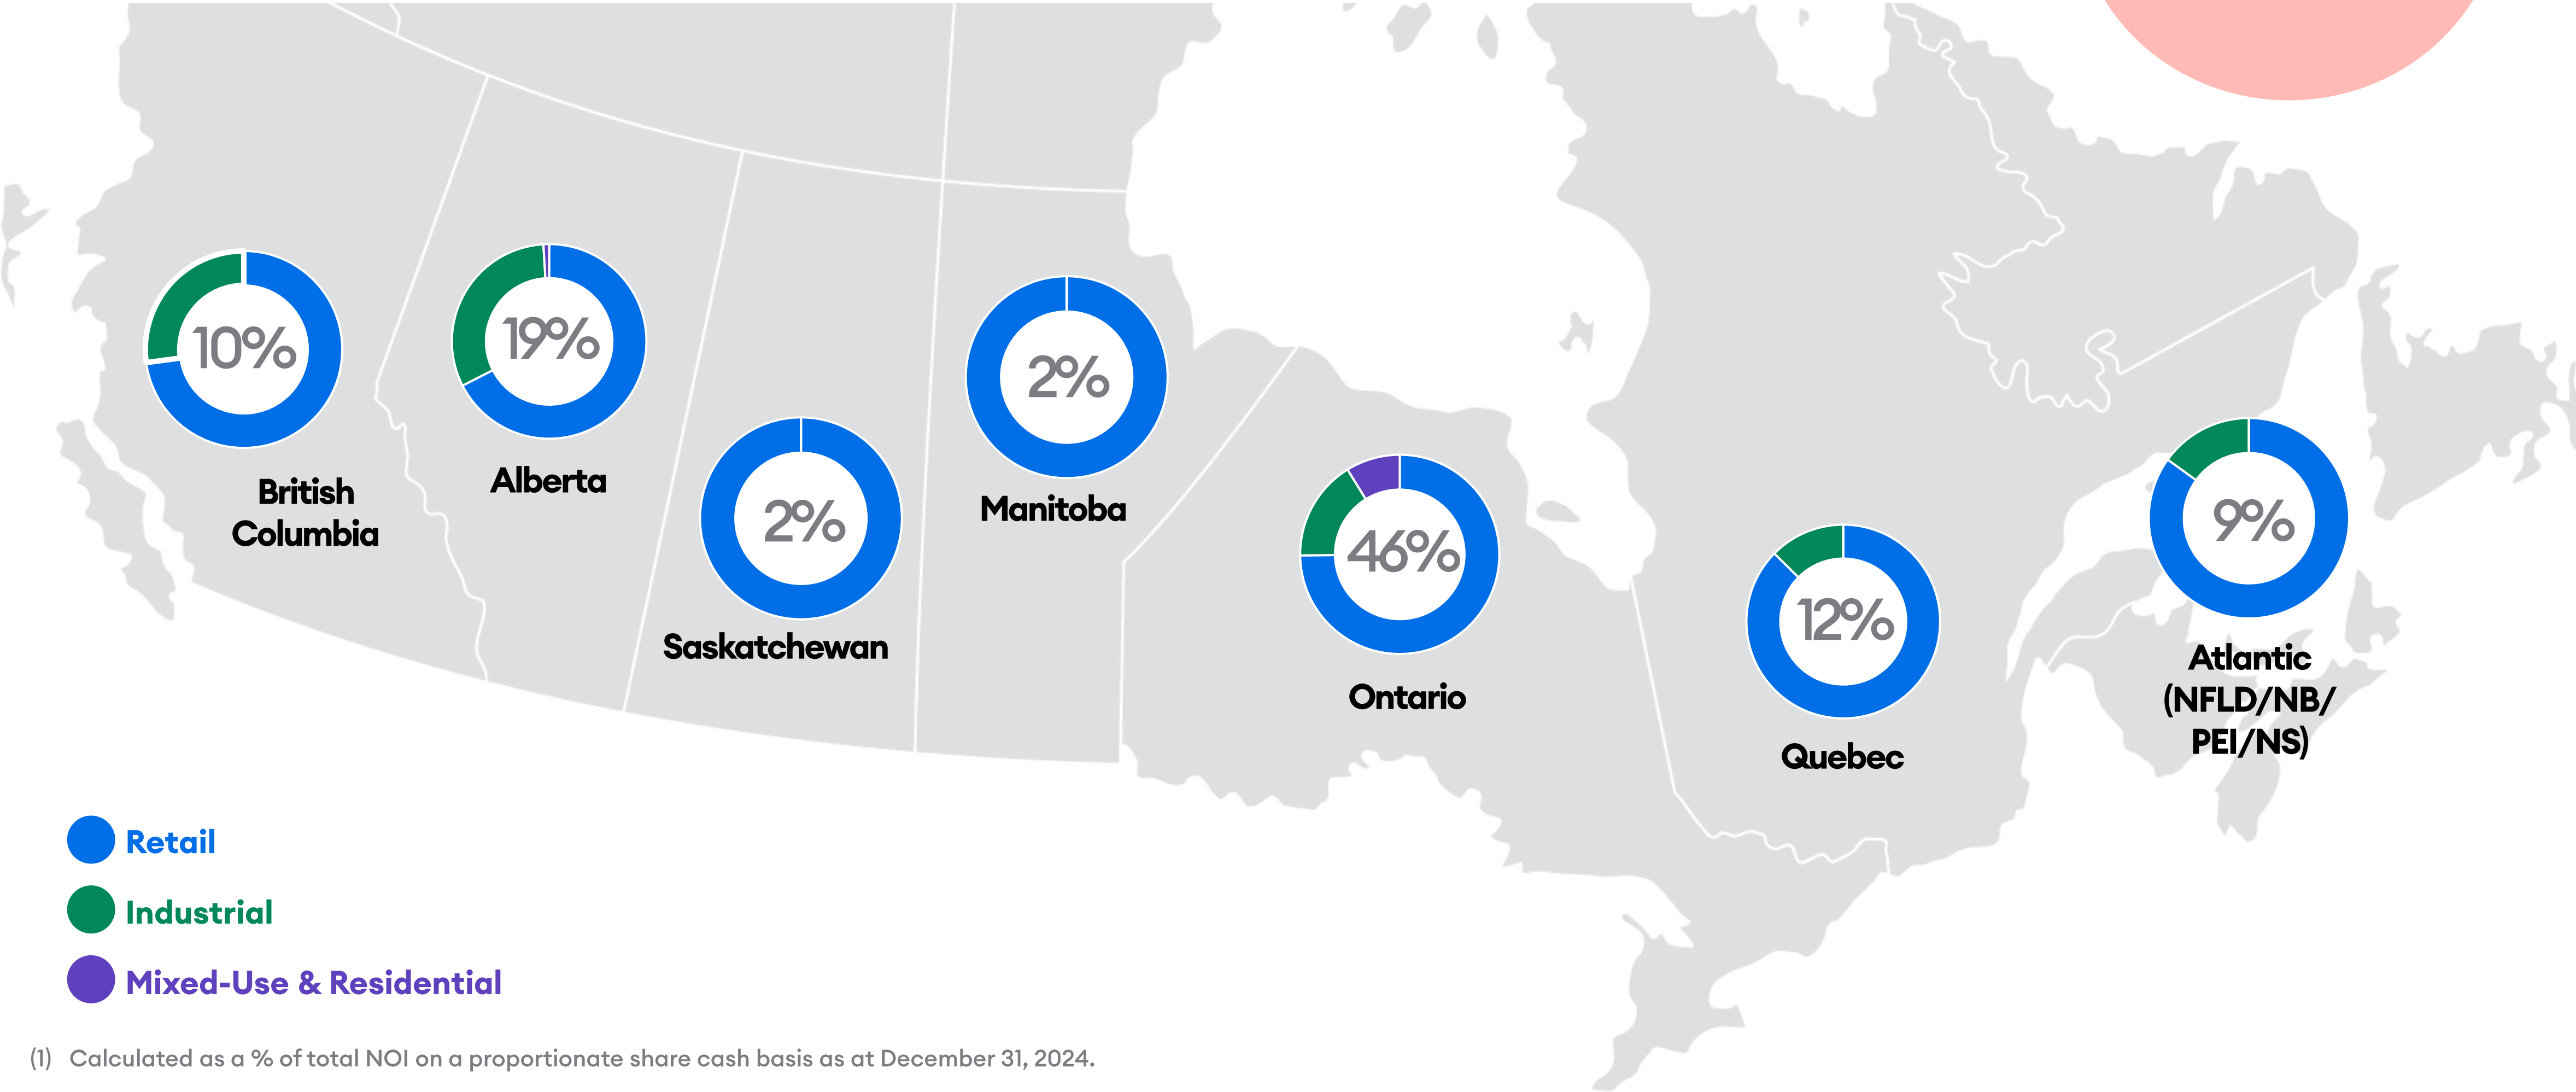 10%
British
Columbia
19%
Alberta
2%
Saskatchewan
2%
Manitoba
46%
Ontario
12%
Quebec
9%
Atlantic
(NFLD/NB/
PEI/NS)
Retail
Industrial
Mixed-Use & Residential
(1) Calculated as a % of total NOI on a proportionate share cash basis as at December 31, 2024.